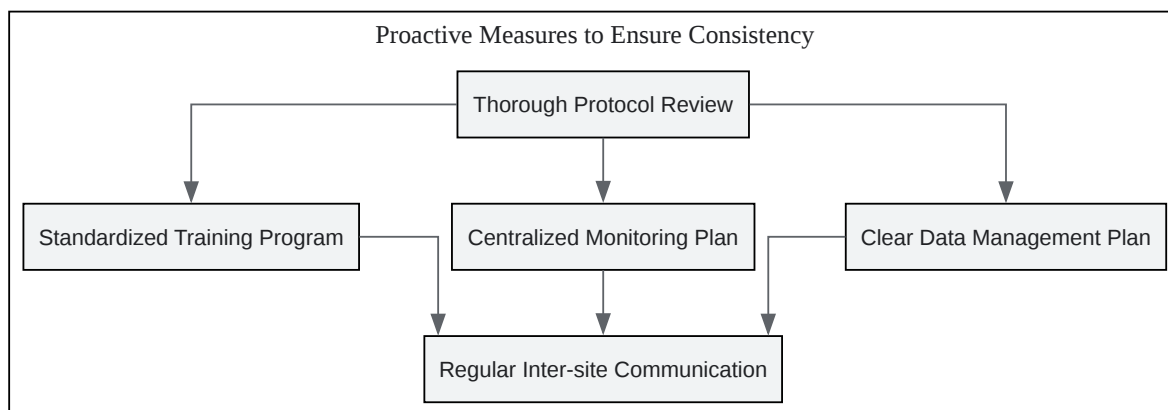 Proactive Measures to Ensure Consistency
Thorough Protocol Review
Standardized Training Program
Centralized Monitoring Plan
Clear Data Management Plan
Regular Inter-site Communication